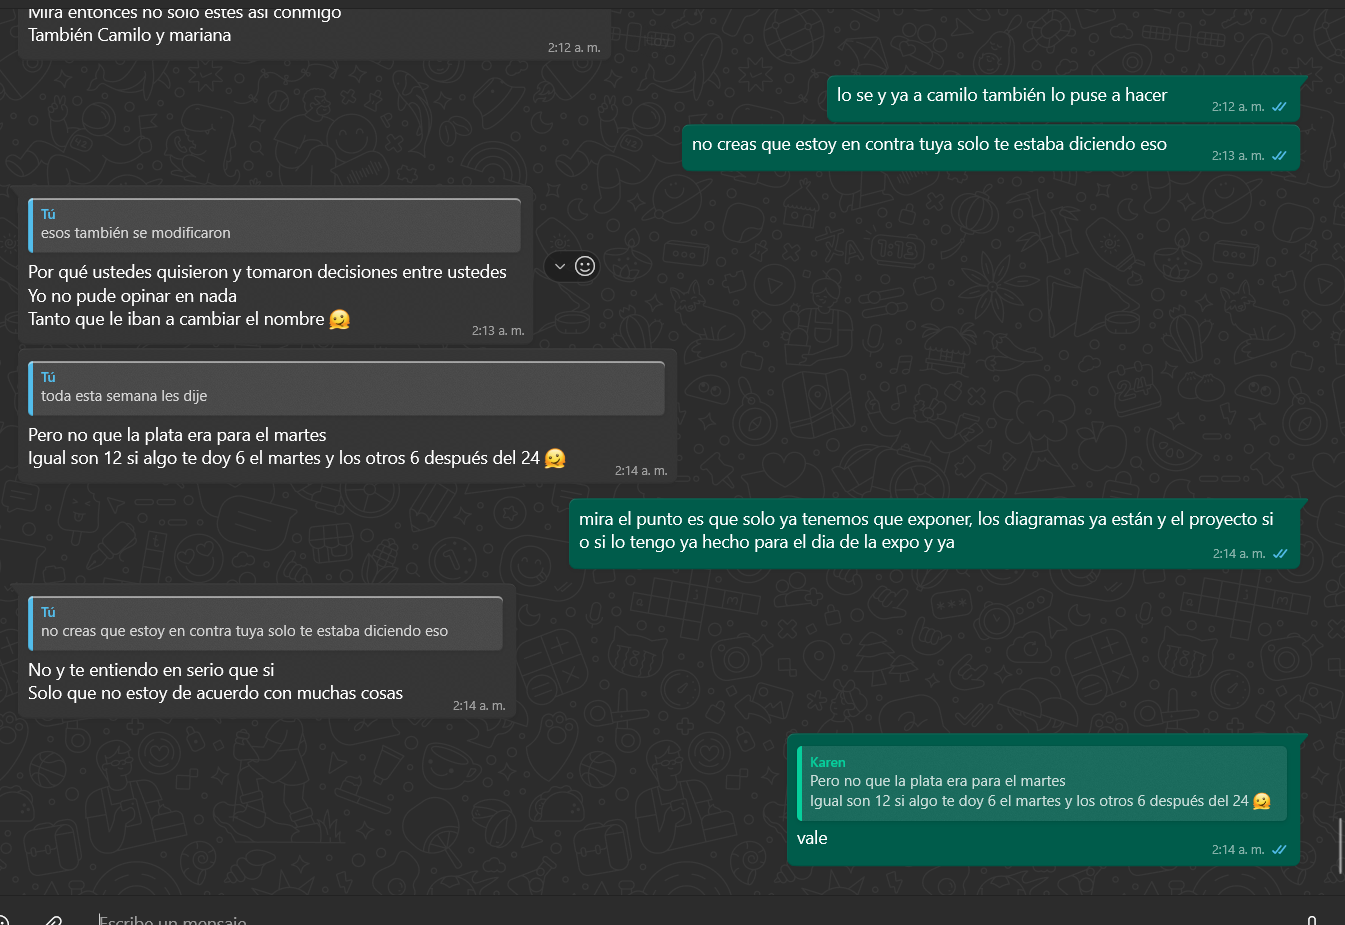 Mira entonces no solo estes así conmigo
También Camilo y mariana
2:12 a. m.
lo se y ya a camilo también lo puse a hacer
2:12 a. m.
no creas que estoy en contra tuya solo te estaba diciendo eso
2:13 a. m.
Tú
esos también se modificaron
Por qué ustedes quisieron y tomaron decisiones entre ustedes
Yo no pude opinar en nada
Tanto que le iban a cambiar el nombre 🤗
2:13 a. m.
Tú
toda esta semana les dije
Pero no que la plata era para el martes
Igual son 12 si algo te doy 6 el martes y los otros 6 después del 24 🤗
2:14 a. m.
mira el punto es que solo ya tenemos que exponer, los diagramas ya están y el proyecto si
o si lo tengo ya hecho para el dia de la expo y ya
2:14 a. m.
Tú
no creas que estoy en contra tuya solo te estaba diciendo eso
No y te entiendo en serio que si
Solo que no estoy de acuerdo con muchas cosas
2:14 a. m.
Karen
Pero no que la plata era para el martes
Igual son 12 si algo te doy 6 el martes y los otros 6 después del 24 🤗
vale
2:14 a. m.
Escribe un mensaje